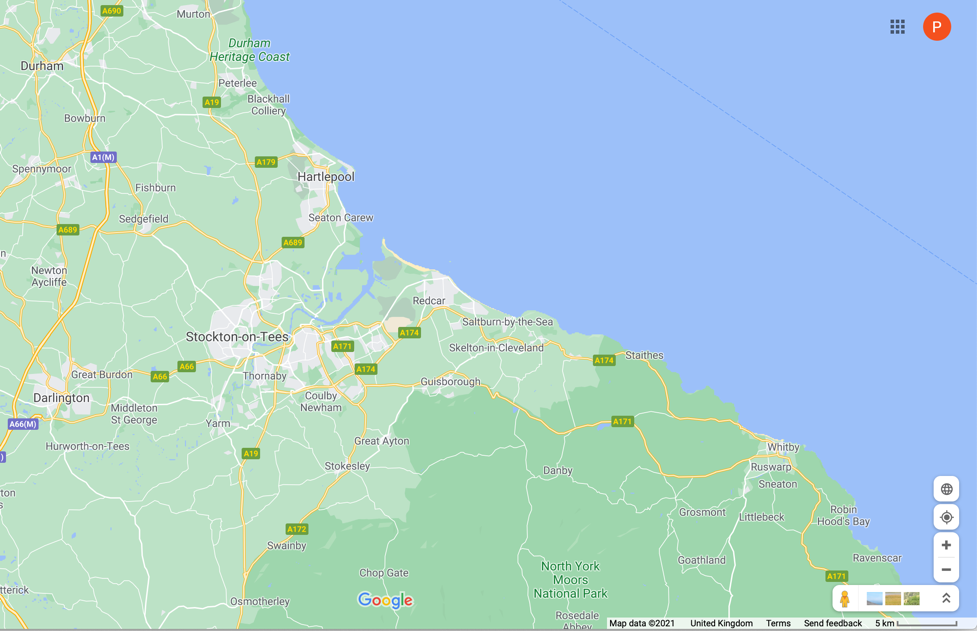 A690
Murton
P
Durham
Heritage Coast
Durham
Peterlee
A19
Blackhall
Colliery
Bowburn
A1(M)
A179
Spennymoor
Hartlepool
Fishburn
Sedgefield
Seaton Carew
A689
A689
n
Newton
Aycliffe
Redcar
Saltburn-by-the-Sea
A174
Stockton-on-Tees
A171
Skelton-in-Cleveland
Staithes
A174
A66
A174
Great Burdon
A66
Thornaby
Guisborough
Darlington
Coulby
Newham
Middleton
St George
A66(M)
Yarm
A171
Great Ayton
Hurworth-on-Tees
Whitby
A19
)
Stokesley
Danby
Ruswarp
Sneaton
rton
s
Grosmont
Littlebeck
Robin
Hood's Bay
A172
Swainby
Goathland
Ravenscar
North York
Moors
National Park
Chop Gate
A171
tterick
Google
Osmotherley
Rosedale
Abbey
Map data ©2021 United Kingdom Terms Send feedback 5 km